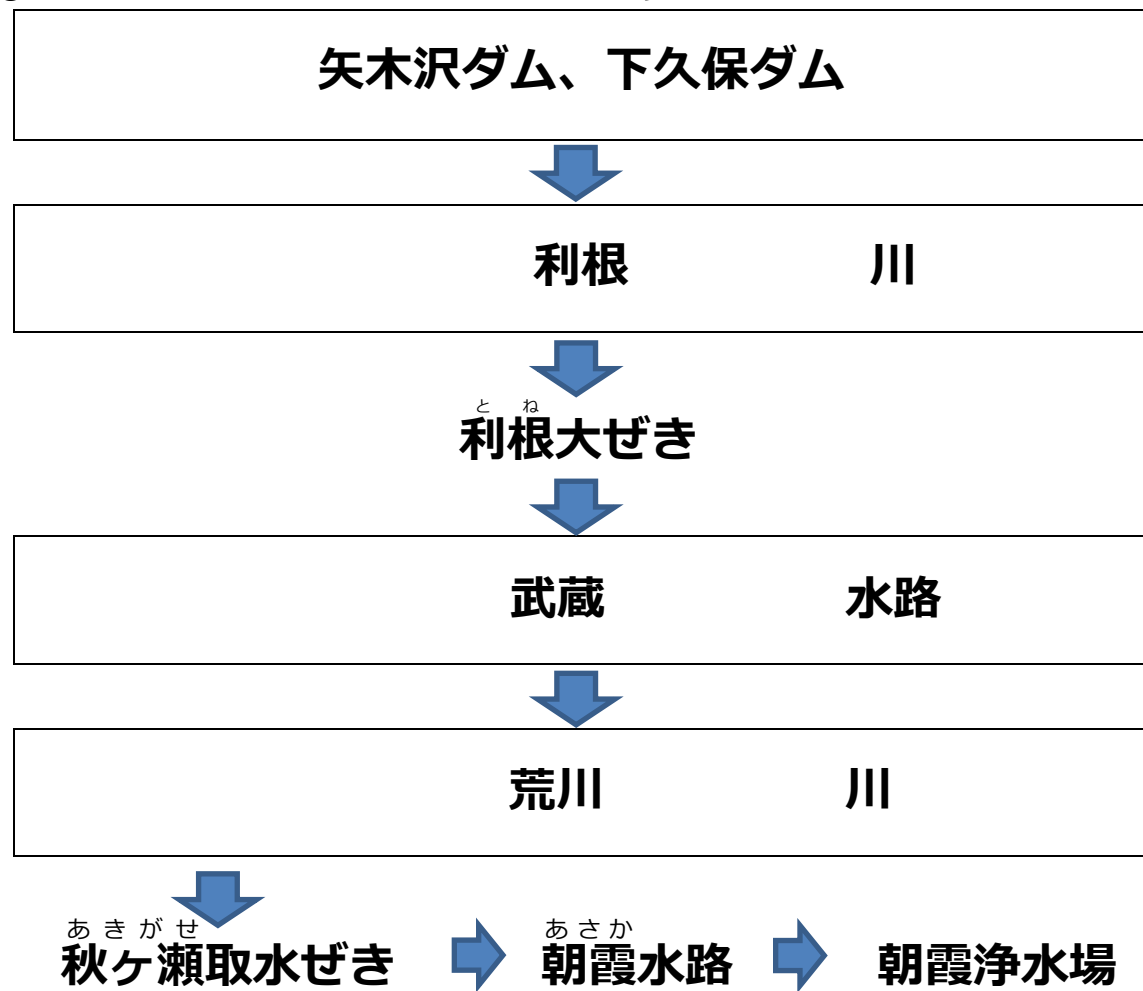 矢木沢ダム、下久保ダム
利根 川
とね
利根大ぜき
武蔵 水路
荒川 川
あきがせ あさか
秋ヶ瀬取水ぜき 朝霞水路 朝霞浄水場